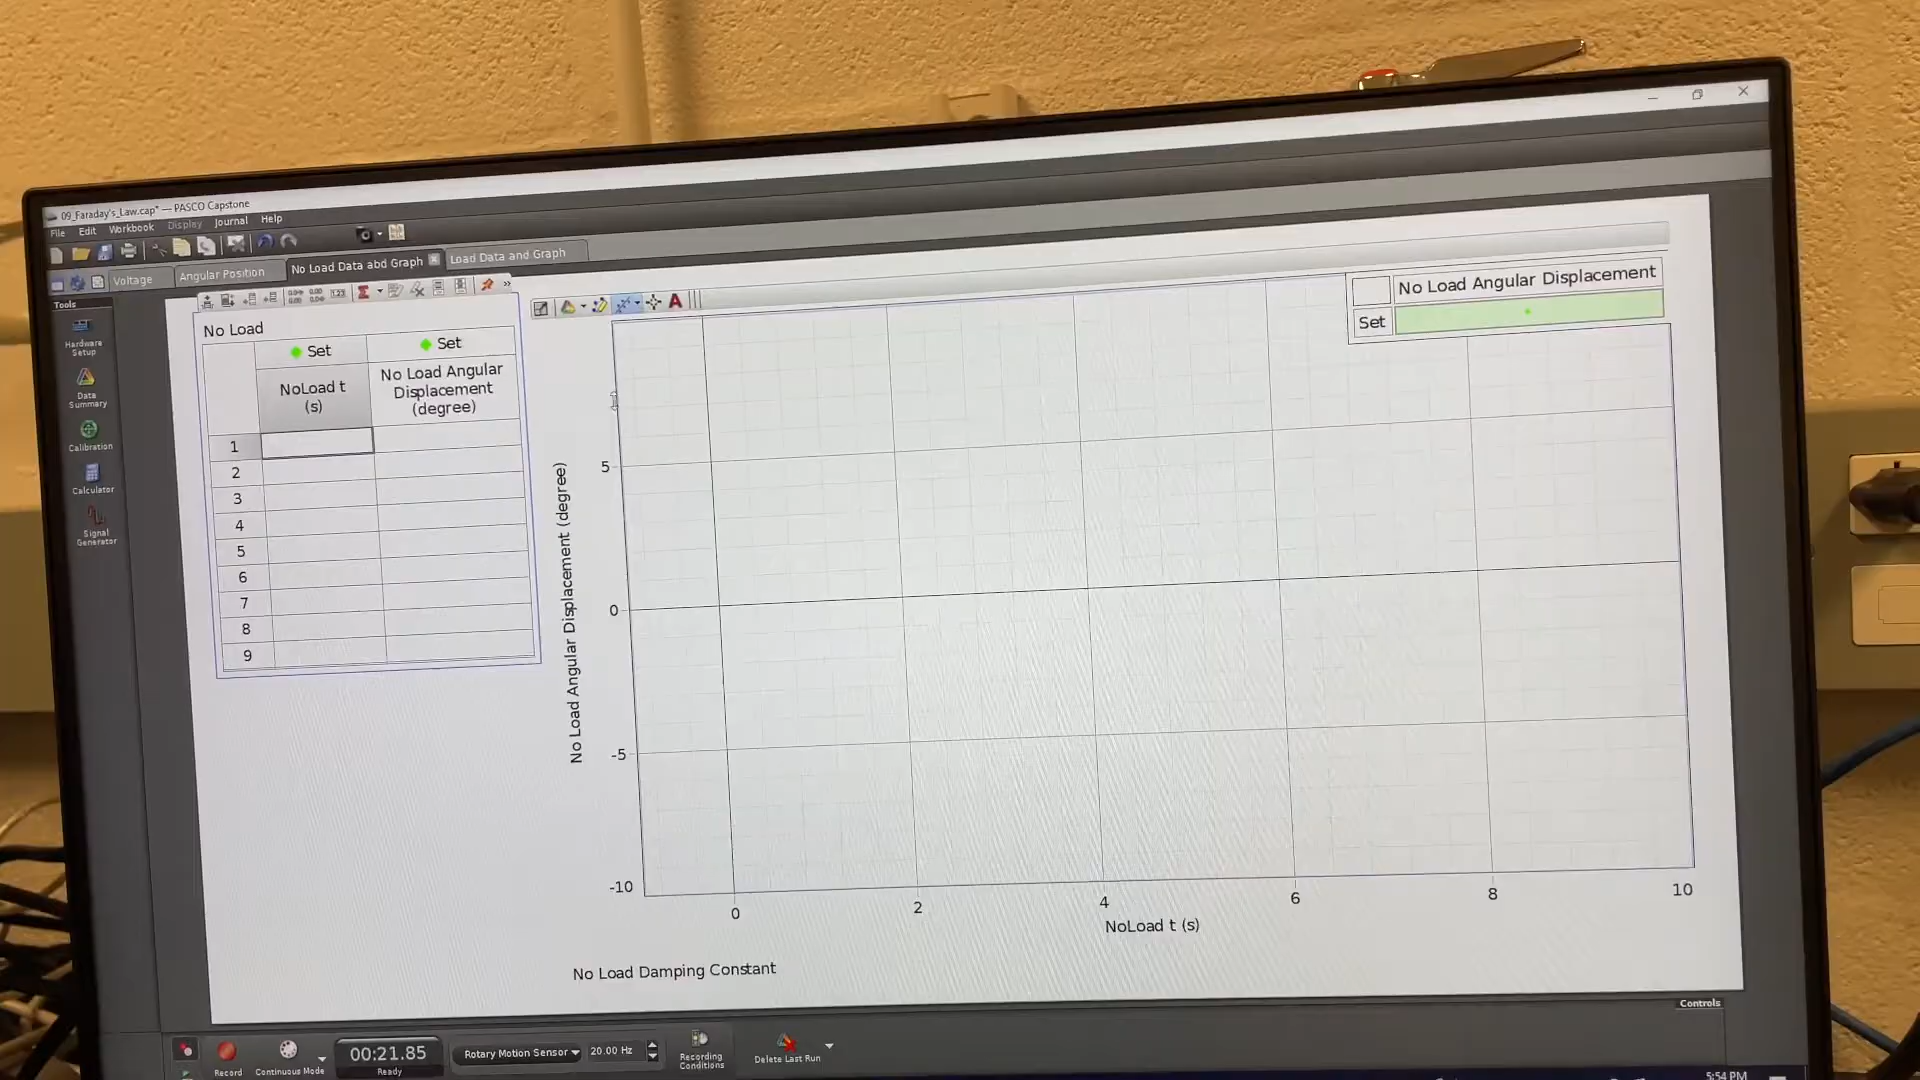 09_Faraday's_Law.cap* — PASCO Capstone
File Edit Workbook Display Journal Help
Voltage Angular Position No Load Data abd Graph Load Data and Graph
Tools
Hardware Setup
Data Summary
Calibration
Calculator
Signal Generator
No Load
Set Set
NoLoad t (s)
No Load Angular Displacement (degree)
1
2
3
4
5
6
7
8
9
No Load Angular Displacement
Set
No Load Angular Displacement (degree)
5
0
-5
-10
0 2 4 6 8 10
NoLoad t (s)
No Load Damping Constant
Controls
Record
Continuous Mode
00:21.85
Ready
Rotary Motion Sensor
20.00 Hz
Recording Conditions
Delete Last Run
5:54 PM